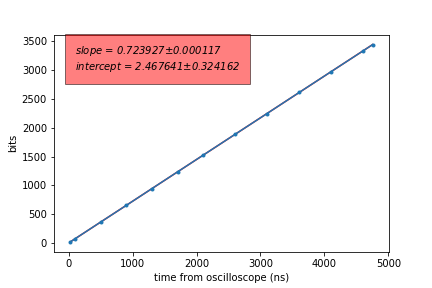 slope = 0.723927±0.000117
intercept = 2.467641±0.324162
3500
3000
2500
2000
1500
1000
500
0
bits
0 1000 2000 3000 4000 5000
time from oscilloscope (ns)